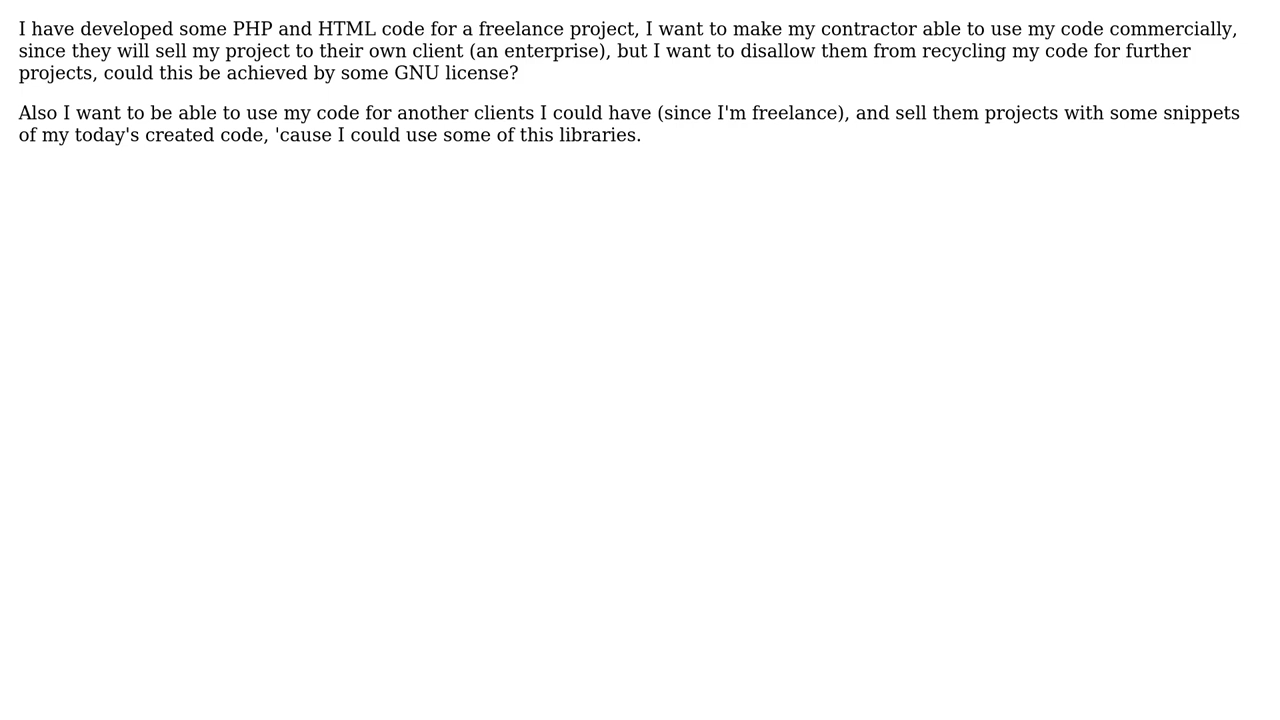 I have developed some PHP and HTML code for a freelance project, I want to make my contractor able to use my code commercially,
since they will sell my project to their own client (an enterprise), but I want to disallow them from recycling my code for further
projects, could this be achieved by some GNU license?
Also I want to be able to use my code for another clients I could have (since I'm freelance), and sell them projects with some snippets
of my today's created code, 'cause I could use some of this libraries.